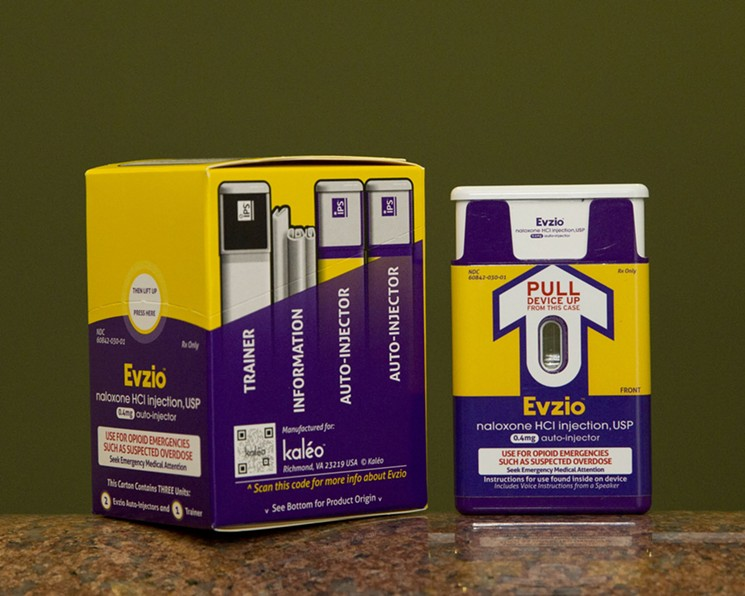 THEN LIFT UP
PRESS HERE
NDC
60842-030-01
Rx Only
Evzio™
naloxone HCl injection, USP
0.4mg auto-injector
USE FOR OPIOID EMERGENCIES
SUCH AS SUSPECTED OVERDOSE
Seek Emergency Medical Attention
This Carton Contains THREE Units:
2 Evzio Auto-Injectors and 1 Trainer
iPS
iPS
iPS
TRAINER
INFORMATION
AUTO-INJECTOR
AUTO-INJECTOR
kaleo
Manufactured for:
kaléo™
Richmond, VA 23219 USA © Kaléo
^ Scan this code for more info about Evzio
v See Bottom for Product Origin v
Evzio™
naloxone HCl injection, USP
0.4mg auto-injector
NDC
60842-030-01
Rx Only
PULL
DEVICE UP
FROM THIS CASE
FRONT
Evzio™
naloxone HCl injection, USP
0.4mg auto-injector
USE FOR OPIOID EMERGENCIES
SUCH AS SUSPECTED OVERDOSE
Seek Emergency Medical Attention
Instructions for use found inside on device
Includes Voice Instructions from a Speaker